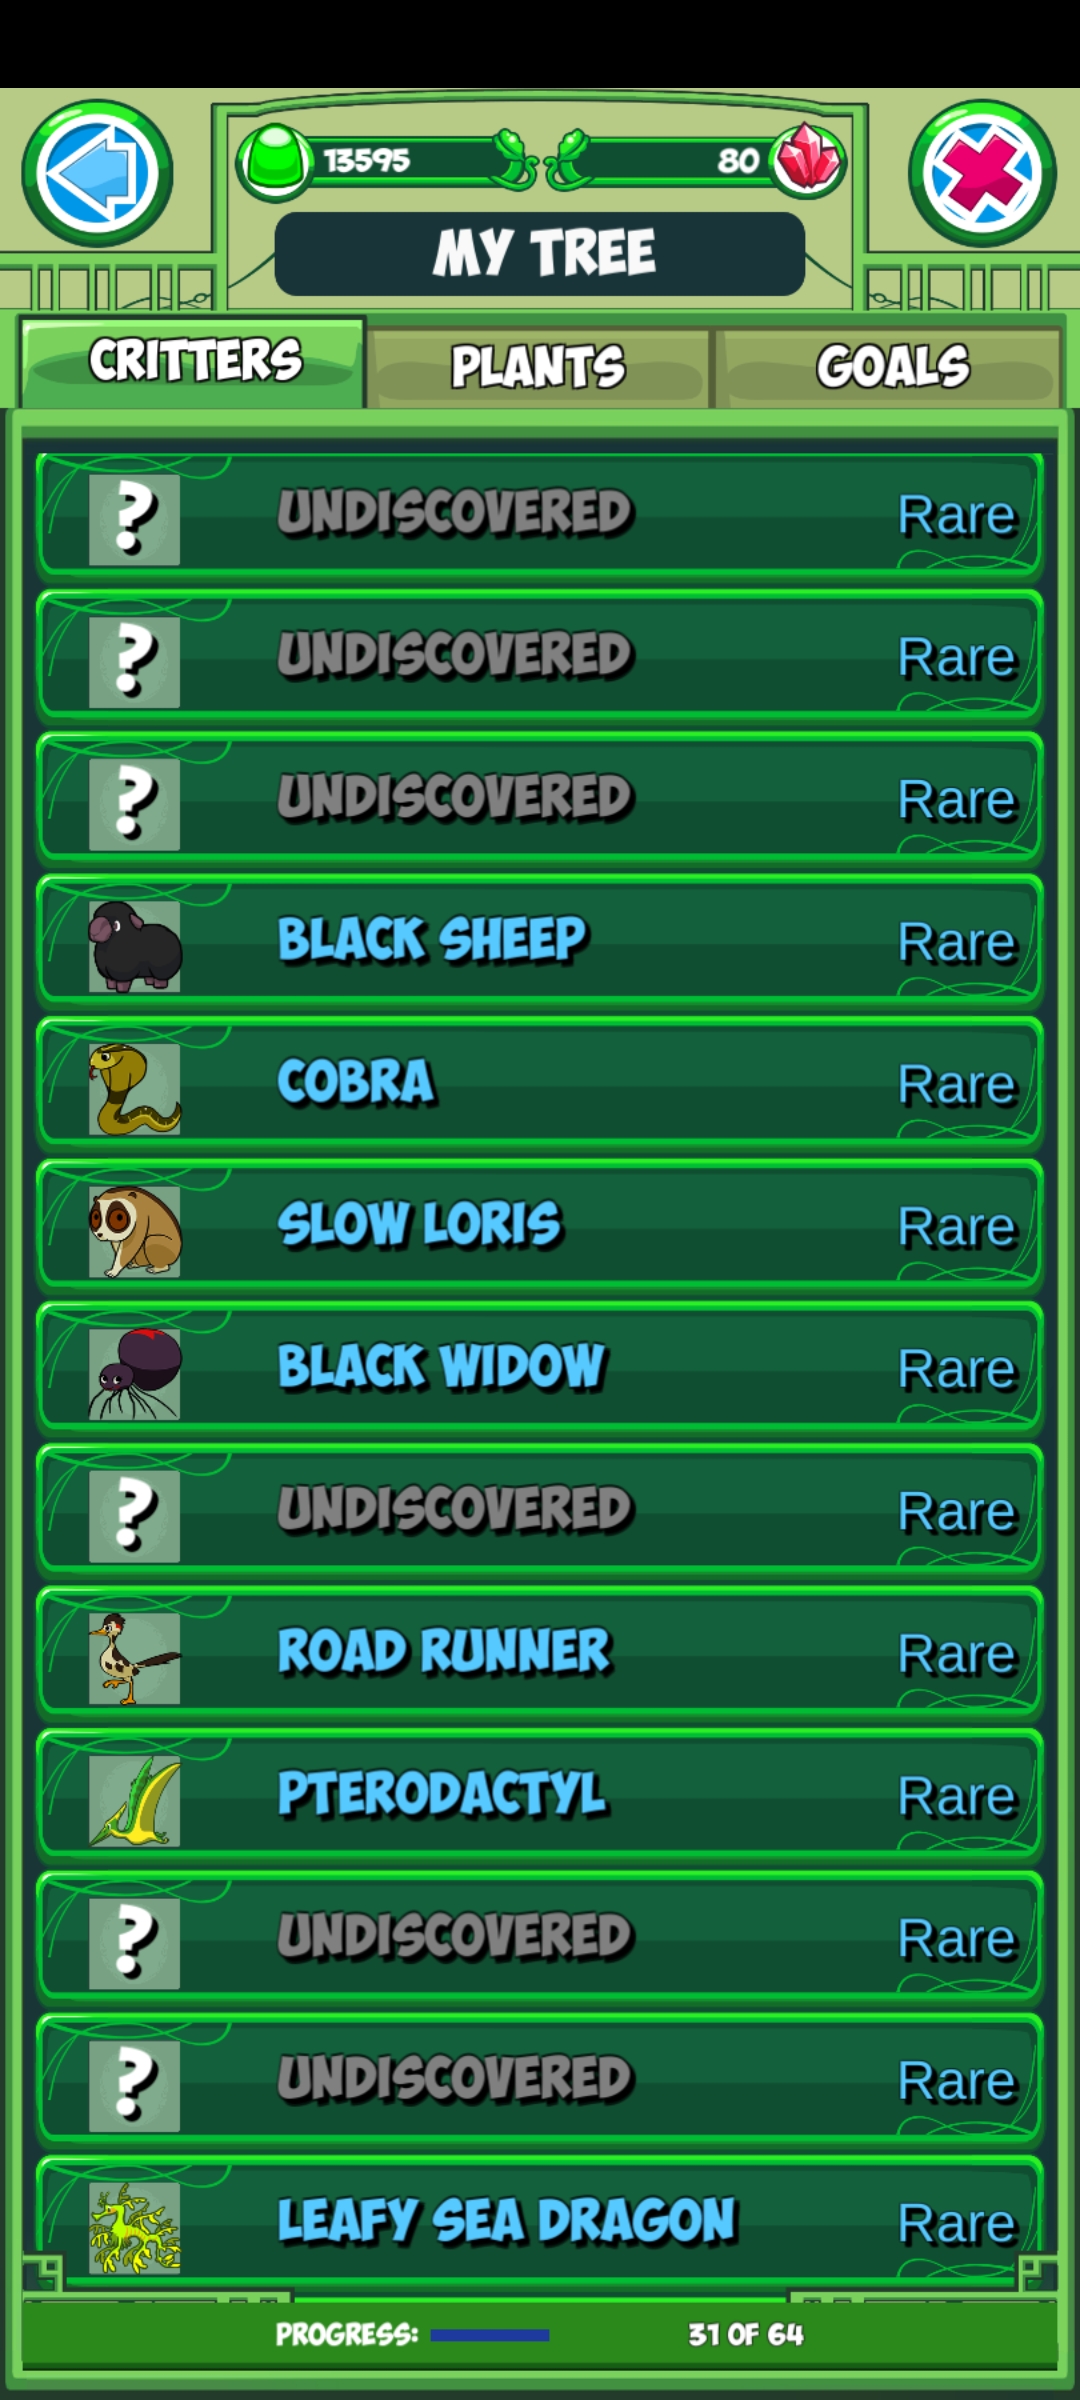 13595
80
MY TREE
CRITTERS
PLANTS
GOALS
? UNDISCOVERED Rare
? UNDISCOVERED Rare
? UNDISCOVERED Rare
BLACK SHEEP Rare
COBRA Rare
SLOW LORIS Rare
BLACK WIDOW Rare
? UNDISCOVERED Rare
ROAD RUNNER Rare
PTERODACTYL Rare
? UNDISCOVERED Rare
? UNDISCOVERED Rare
LEAFY SEA DRAGON Rare
PROGRESS: 31 OF 64